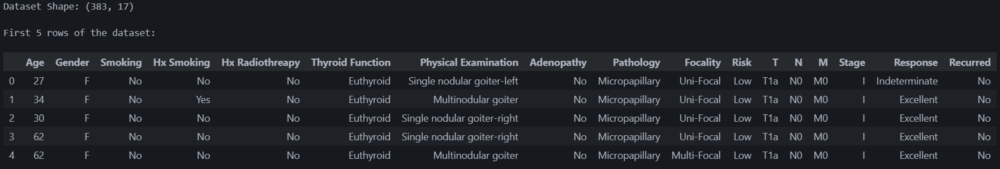 Dataset Shape: (383, 17)
First 5 rows of the dataset:
Age Gender Smoking Hx Smoking Hx Radiothreapy Thyroid Function Physical Examination Adenopathy Pathology Focality Risk T N M Stage Response Recurred
0 27 F No No No Euthyroid Single nodular goiter-left No Micropapillary Uni-Focal Low T1a N0 M0 I Indeterminate No
1 34 F No Yes No Euthyroid Multinodular goiter No Micropapillary Uni-Focal Low T1a N0 M0 I Excellent No
2 30 F No No No Euthyroid Single nodular goiter-right No Micropapillary Uni-Focal Low T1a N0 M0 I Excellent No
3 62 F No No No Euthyroid Single nodular goiter-right No Micropapillary Uni-Focal Low T1a N0 M0 I Excellent No
4 62 F No No No Euthyroid Multinodular goiter No Micropapillary Multi-Focal Low T1a N0 M0 I Excellent No